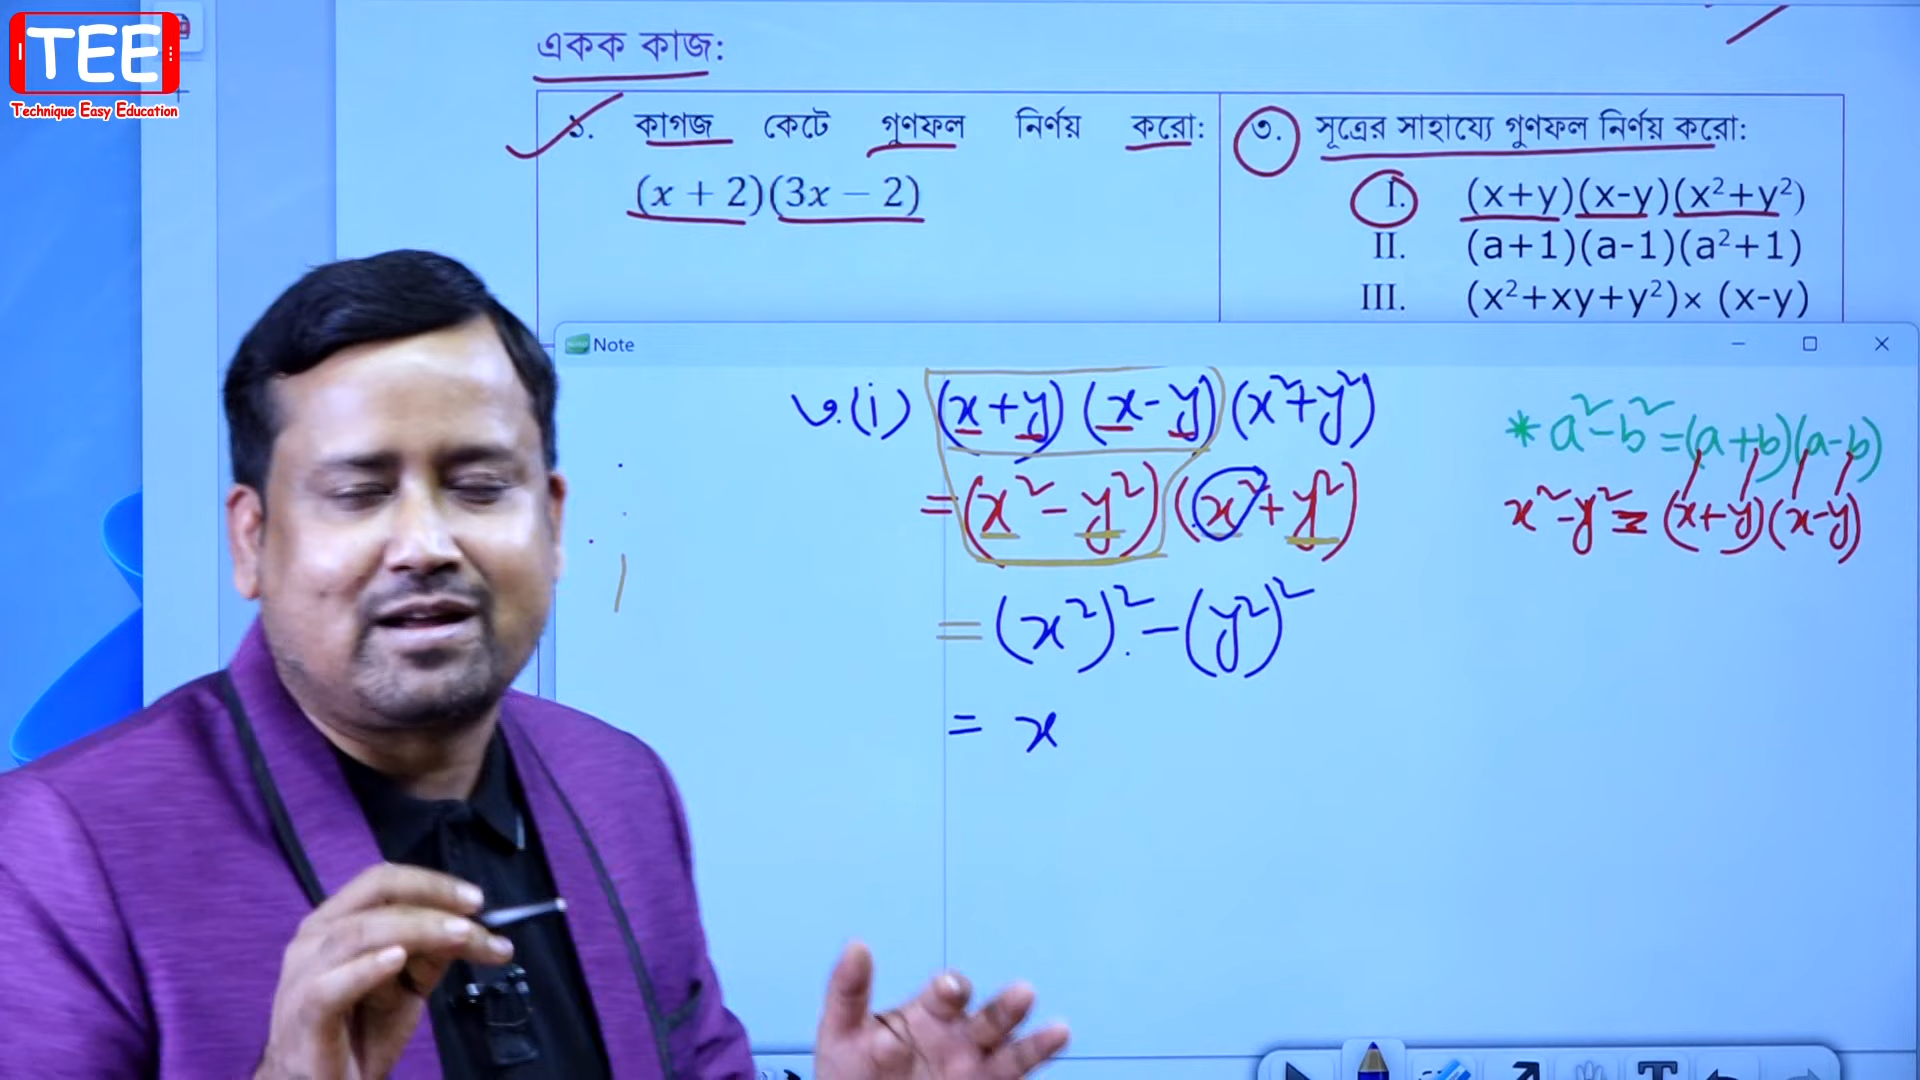 TEE
Technique Easy Education
একক কাজ:
১. কাগজ কেটে গুণফল নির্ণয় করো:
(x + 2)(3x − 2)
৩. সূত্রের সাহায্যে গুণফল নির্ণয় করো:
I. (x+y)(x-y)(x²+y²)
II. (a+1)(a-1)(a²+1)
III. (x²+xy+y²)× (x-y)
Note
৩.(i) (x+y) (x-y) (x²+y²)
= (x² - y²) (x² + y²)
= (x²)² - (y²)²
= x
* a²-b² = (a+b)(a-b)
x²-y² = (x+y)(x-y)